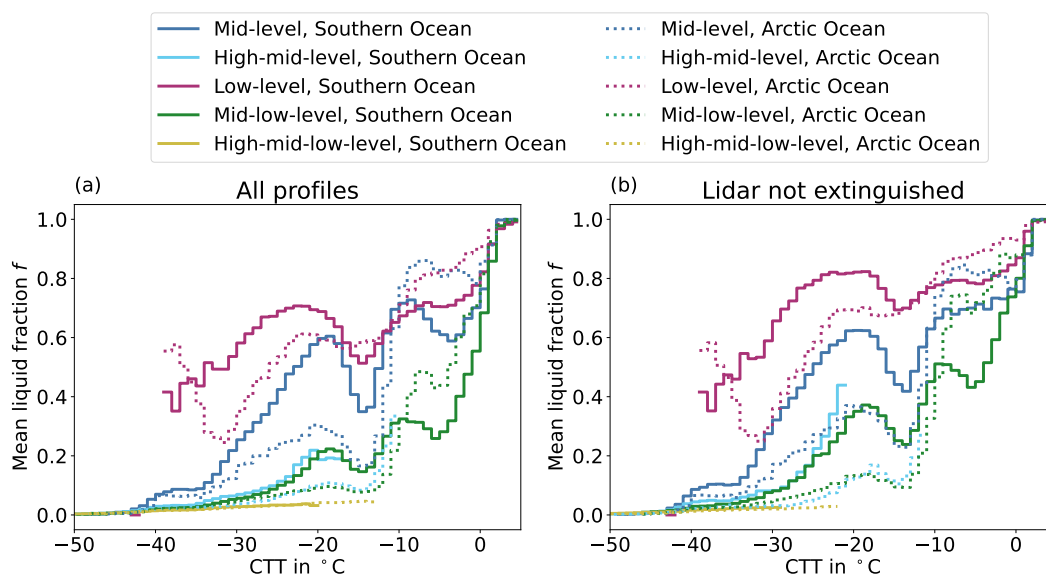 Mid-level, Southern Ocean
High-mid-level, Southern Ocean
Low-level, Southern Ocean
Mid-low-level, Southern Ocean
High-mid-low-level, Southern Ocean
Mid-level, Arctic Ocean
High-mid-level, Arctic Ocean
Low-level, Arctic Ocean
Mid-low-level, Arctic Ocean
High-mid-low-level, Arctic Ocean
(a)
All profiles
Mean liquid fraction f
1.0
0.8
0.6
0.4
0.2
0.0
−50 −40 −30 −20 −10 0
CTT in °C
(b)
Lidar not extinguished
Mean liquid fraction f
1.0
0.8
0.6
0.4
0.2
0.0
−50 −40 −30 −20 −10 0
CTT in °C